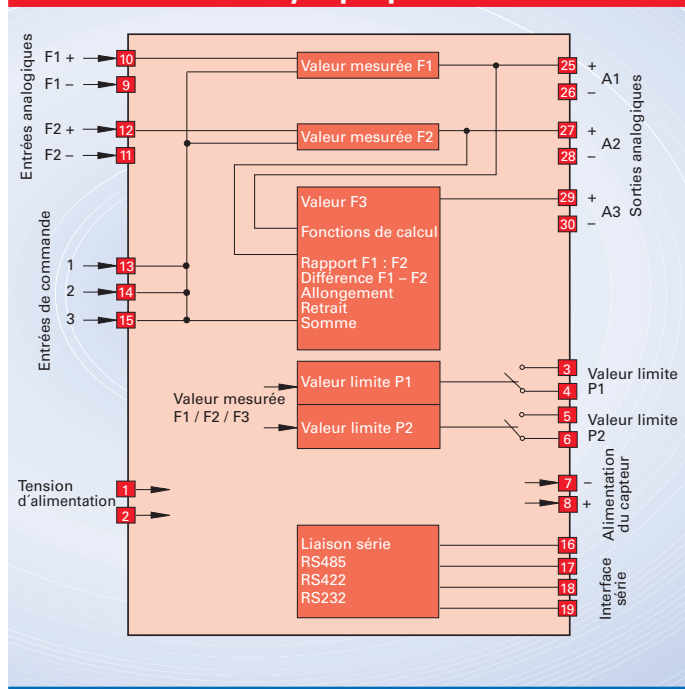 Entrées analogiques
F1 +
10
F1 –
9
F2 +
12
F2 –
11
Entrées de commande
1
13
2
14
3
15
Tension
d´alimentation
1
2
Valeur mesurée F1
Valeur mesurée F2
Valeur F3
Fonctions de calcul
Rapport F1 : F2
Différence F1 – F2
Allongement
Retrait
Somme
Valeur mesurée
F1 / F2 / F3
Valeur limite P1
Valeur limite P2
Liaison série
RS485
RS422
RS232
25
+
A1
26
–
27
+
A2
28
–
29
+
A3
30
–
Sorties analogiques
3
4
Valeur limite
P1
5
6
Valeur limite
P2
7
–
8
+
Alimentation
du capteur
16
17
18
19
Interface
série